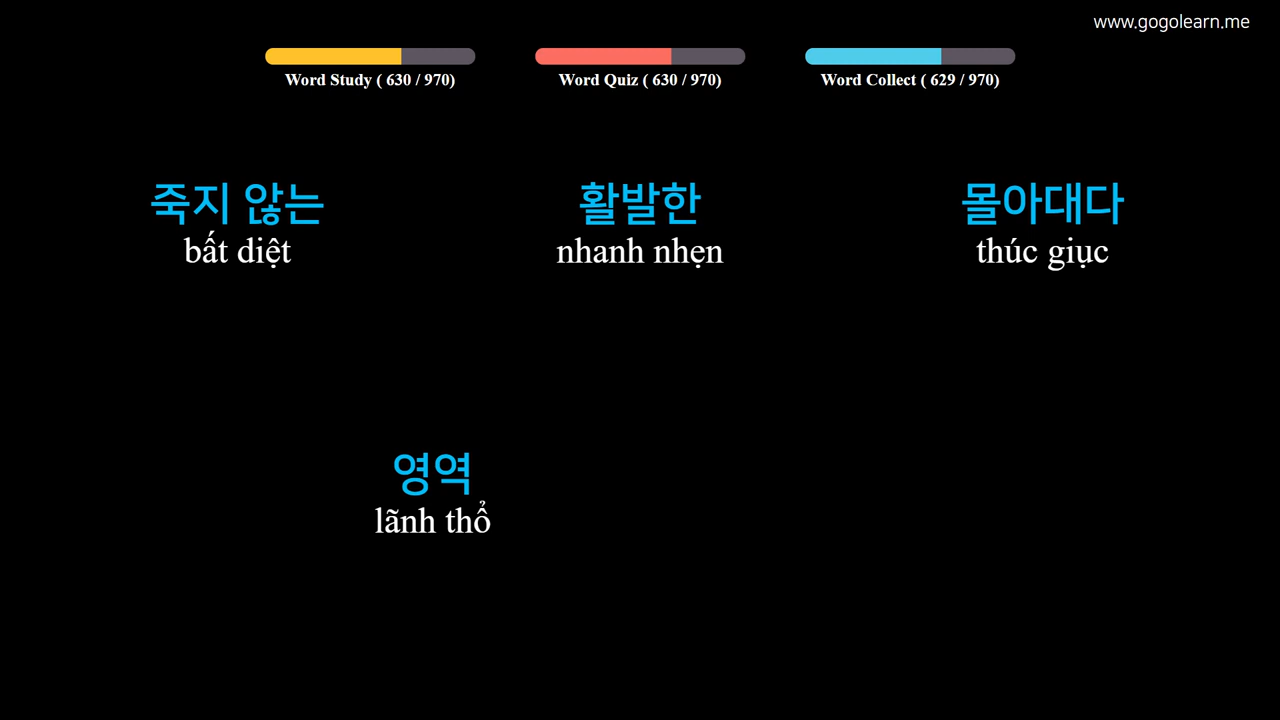 www.gogolearn.me
Word Study ( 630 / 970)
Word Quiz ( 630 / 970)
Word Collect ( 629 / 970)
죽지 않는
bất diệt
활발한
nhanh nhẹn
몰아대다
thúc giục
영역
lãnh thổ